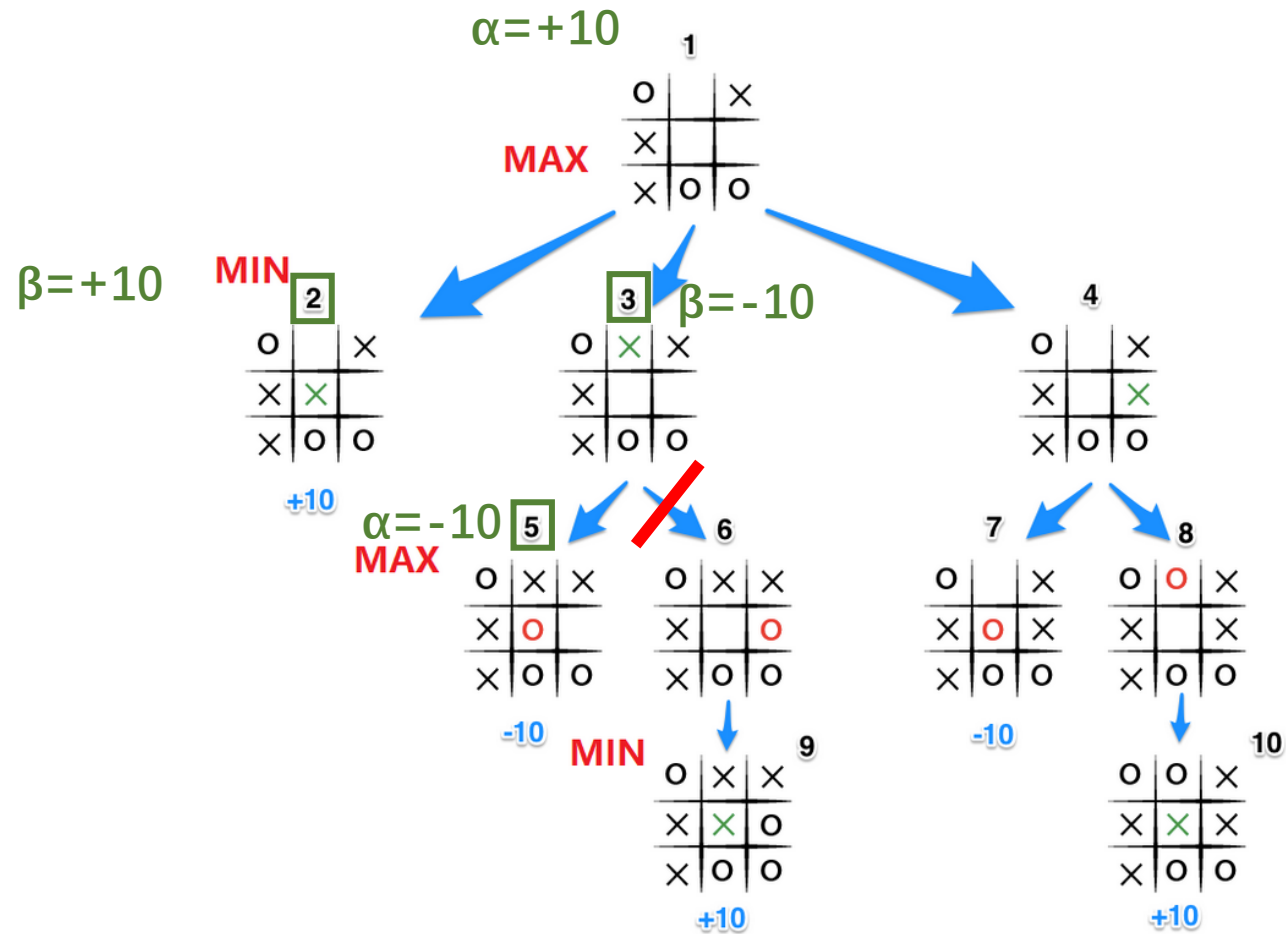 α=+10
1
O X
MAX
X
X O O
MIN
β=+10
2
3
β=-10
4
O X
X X
X O O
+10
O X X
X
X O O
O X
X X
X O O
α=-10
5
MAX
6
7
8
O X X
X O
X O O
-10
O X X
X O
X O O
O X
X O X
X O O
-10
O O X
X X
X O O
MIN
9
O X X
X X O
X O O
+10
10
O O X
X X X
X O O
+10